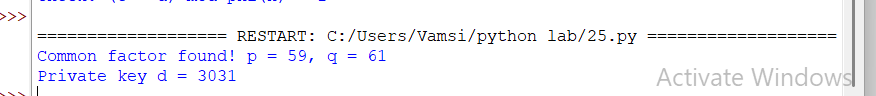 >>>
=================== RESTART: C:/Users/Vamsi/python lab/25.py ===================
Common factor found! p = 59, q = 61
Private key d = 3031
Activate Windows
>>>